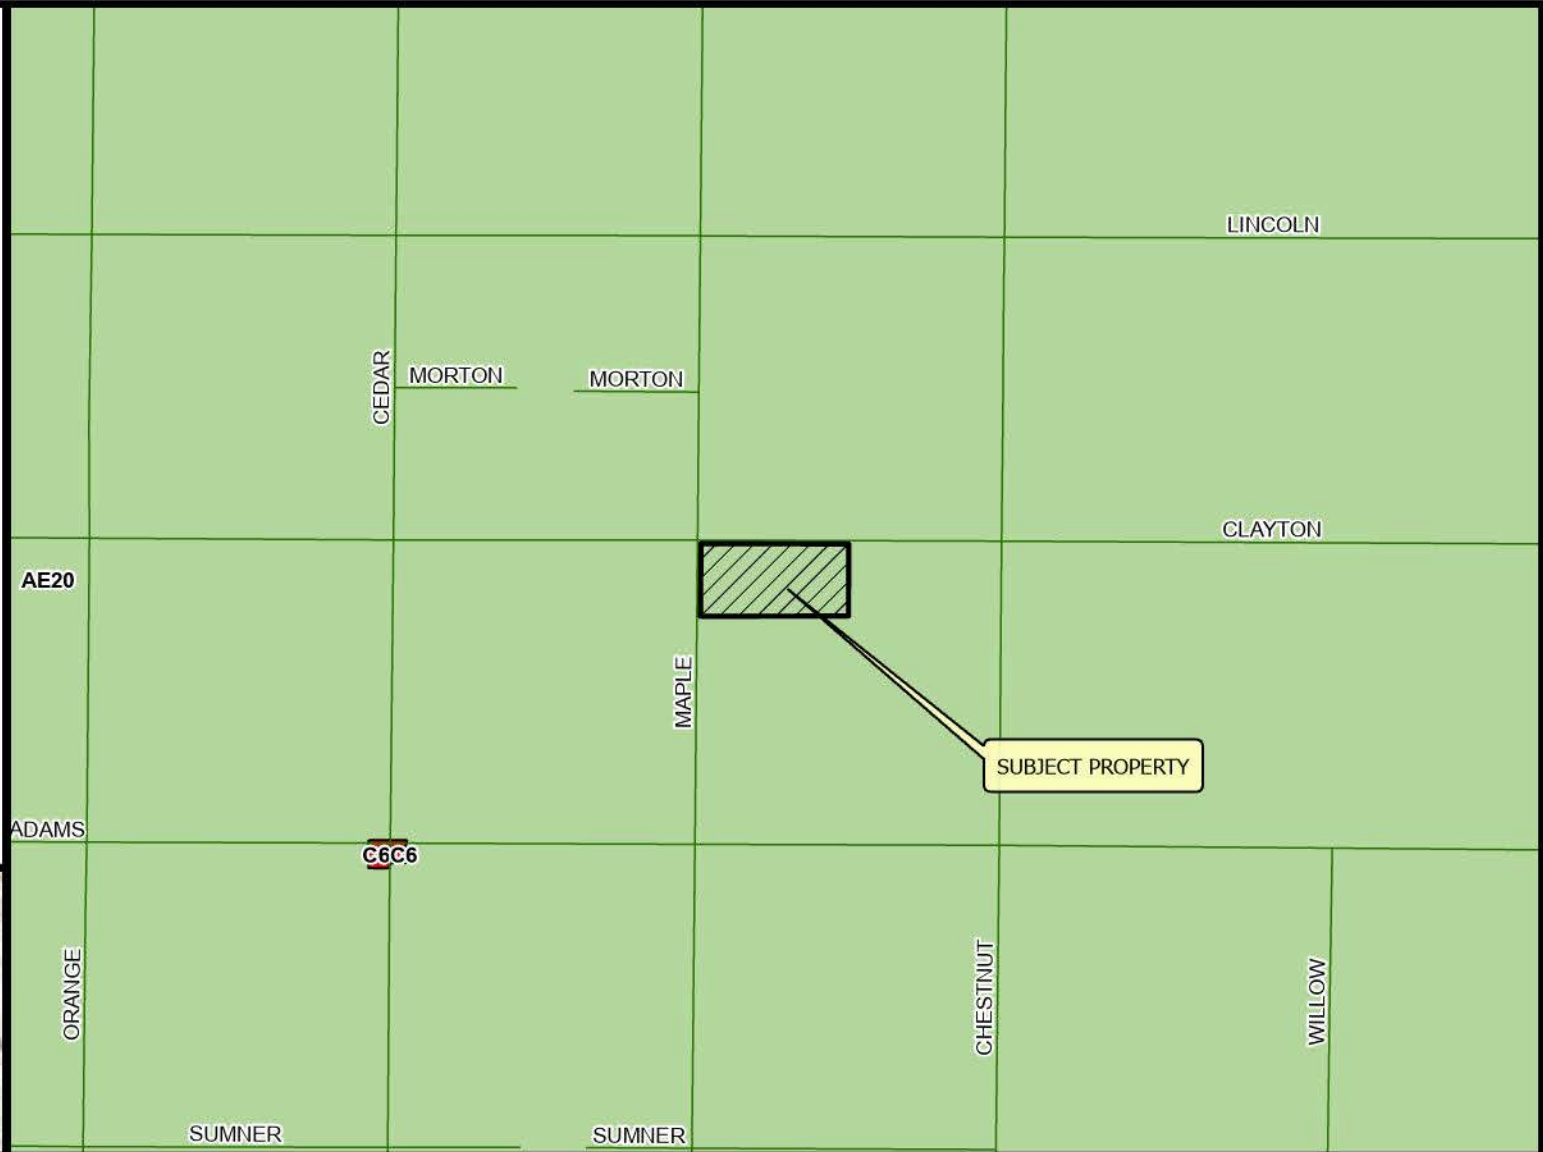 LINCOLN
CEDAR
MORTON
MORTON
CLAYTON
AE20
MAPLE
SUBJECT PROPERTY
ADAMS
C6C6
ORANGE
CHESTNUT
WILLOW
SUMNER
SUMNER